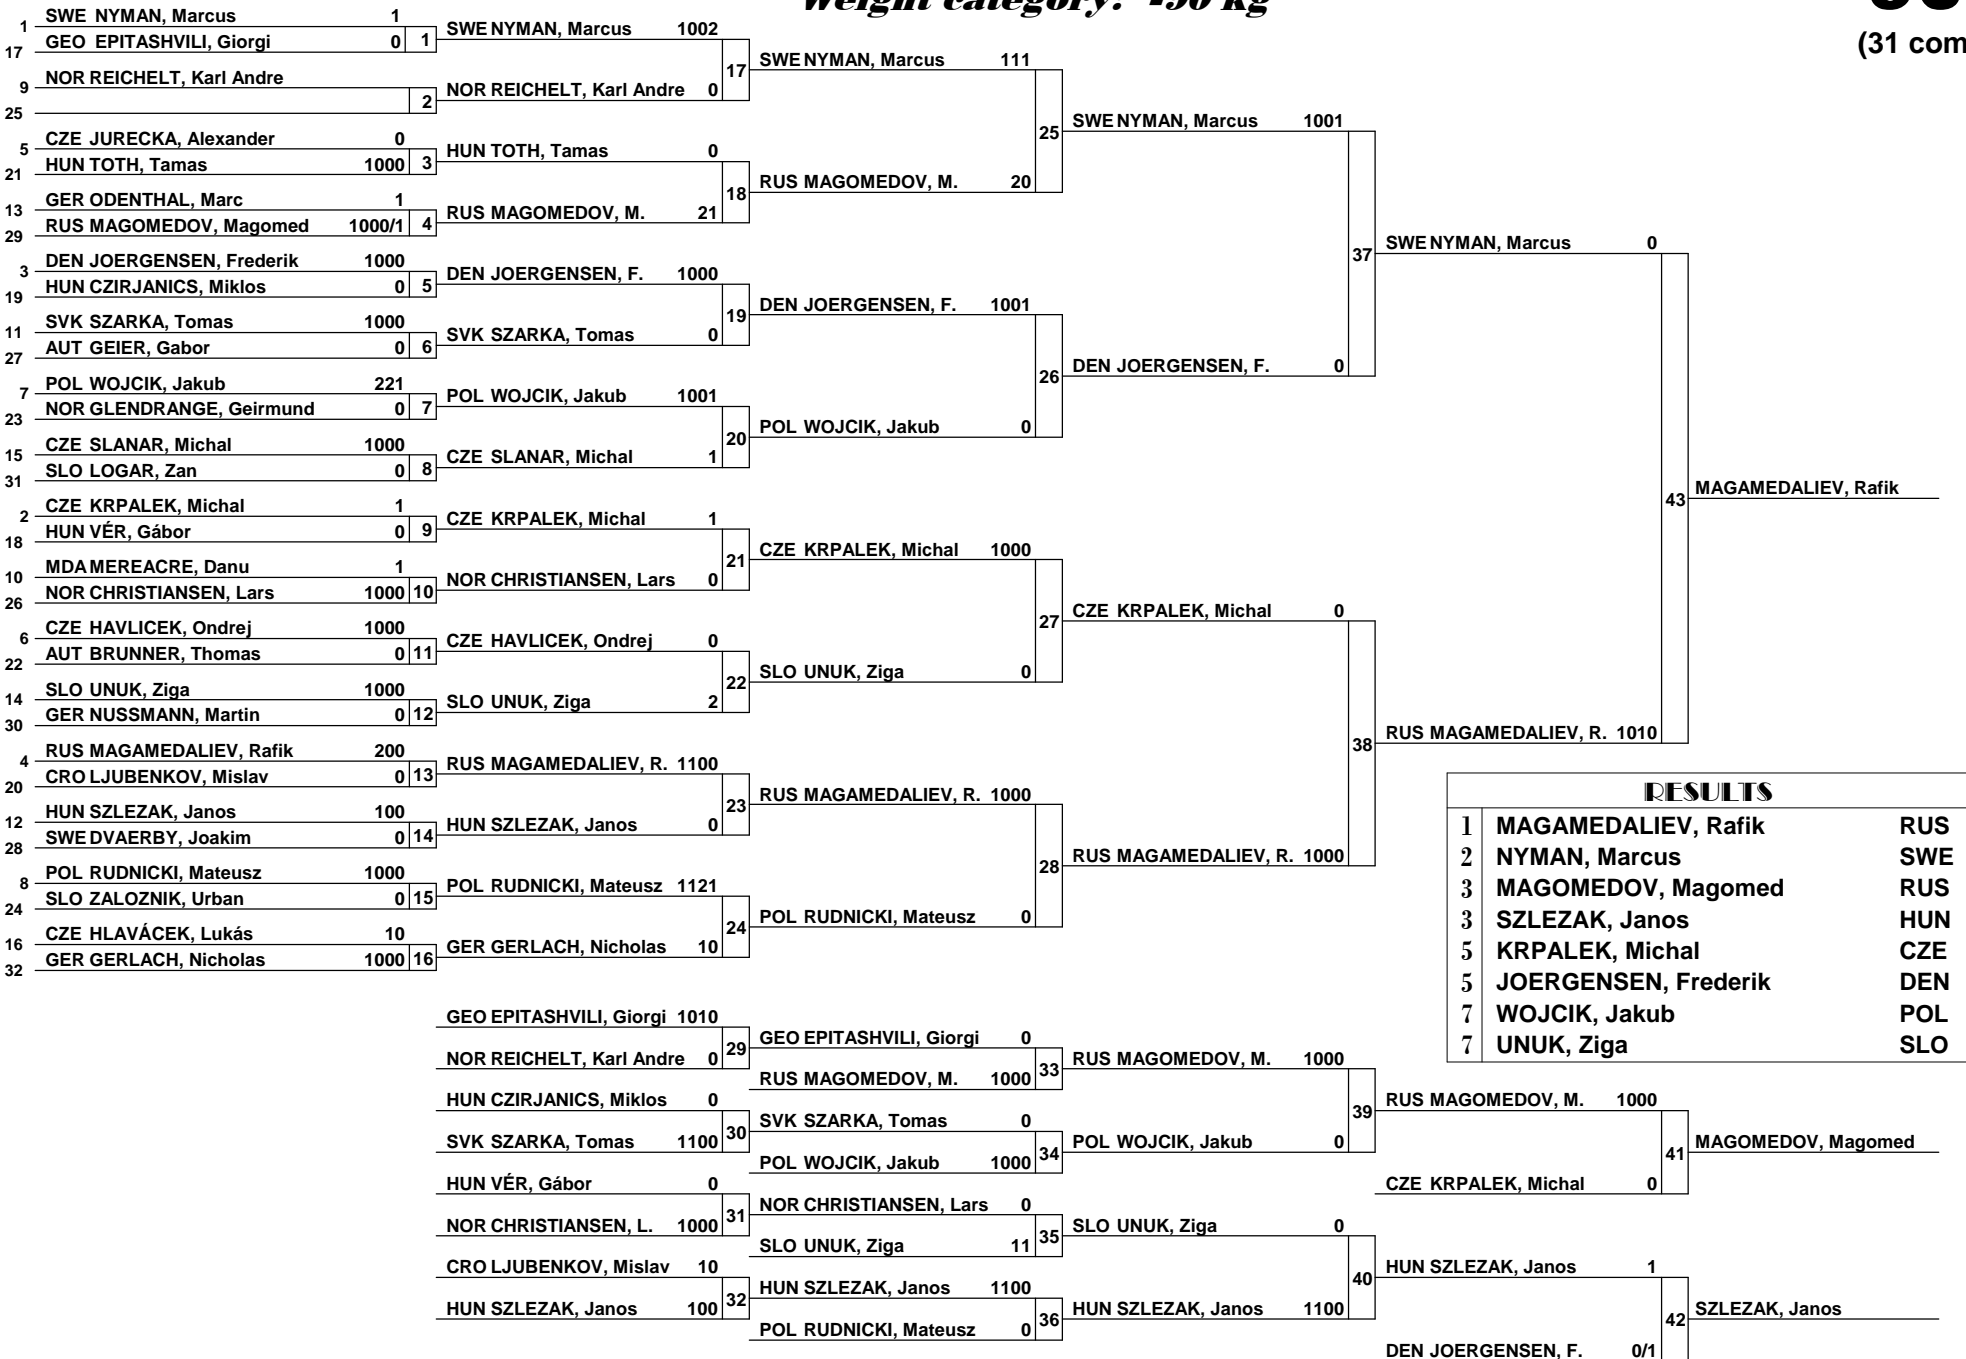 Weight category: -90 kg
(31 com
1 SWE NYMAN, Marcus 1
17 GEO EPITASHVILI, Giorgi 0 1
9 NOR REICHELT, Karl Andre
25 2
5 CZE JURECKA, Alexander 0
21 HUN TOTH, Tamas 1000 3
13 GER ODENTHAL, Marc 1
29 RUS MAGOMEDOV, Magomed 1000/1 4
3 DEN JOERGENSEN, Frederik 1000
19 HUN CZIRJANICS, Miklos 0 5
11 SVK SZARKA, Tomas 1000
27 AUT GEIER, Gabor 0 6
7 POL WOJCIK, Jakub 221
23 NOR GLENDRANGE, Geirmund 0 7
15 CZE SLANAR, Michal 1000
31 SLO LOGAR, Zan 0 8
2 CZE KRPALEK, Michal 1
18 HUN VÉR, Gábor 0 9
10 MDA MEREACRE, Danu 1
26 NOR CHRISTIANSEN, Lars 1000 10
6 CZE HAVLICEK, Ondrej 1000
22 AUT BRUNNER, Thomas 0 11
14 SLO UNUK, Ziga 1000
30 GER NUSSMANN, Martin 0 12
4 RUS MAGAMEDALIEV, Rafik 200
20 CRO LJUBENKOV, Mislav 0 13
12 HUN SZLEZAK, Janos 100
28 SWE DVAERBY, Joakim 0 14
8 POL RUDNICKI, Mateusz 1000
24 SLO ZALOZNIK, Urban 0 15
16 CZE HLAVÁCEK, Lukás 10
32 GER GERLACH, Nicholas 1000 16
SWE NYMAN, Marcus 1002
17
NOR REICHELT, Karl Andre 0
HUN TOTH, Tamas 0
18
RUS MAGOMEDOV, M. 21
DEN JOERGENSEN, F. 1000
19
SVK SZARKA, Tomas 0
POL WOJCIK, Jakub 1001
20
CZE SLANAR, Michal 1
CZE KRPALEK, Michal 1
21
NOR CHRISTIANSEN, Lars 0
CZE HAVLICEK, Ondrej 0
22
SLO UNUK, Ziga 2
RUS MAGAMEDALIEV, R. 1100
23
HUN SZLEZAK, Janos 0
POL RUDNICKI, Mateusz 1121
24
GER GERLACH, Nicholas 10
SWE NYMAN, Marcus 111
25
RUS MAGOMEDOV, M. 20
DEN JOERGENSEN, F. 1001
26
POL WOJCIK, Jakub 0
CZE KRPALEK, Michal 1000
27
SLO UNUK, Ziga 0
RUS MAGAMEDALIEV, R. 1000
28
POL RUDNICKI, Mateusz 0
SWE NYMAN, Marcus 1001
37
DEN JOERGENSEN, F. 0
CZE KRPALEK, Michal 0
38
RUS MAGAMEDALIEV, R. 1000
SWE NYMAN, Marcus 0
43
RUS MAGAMEDALIEV, R. 1010
MAGAMEDALIEV, Rafik
RESULTS
1 MAGAMEDALIEV, Rafik RUS
2 NYMAN, Marcus SWE
3 MAGOMEDOV, Magomed RUS
3 SZLEZAK, Janos HUN
5 KRPALEK, Michal CZE
5 JOERGENSEN, Frederik DEN
7 WOJCIK, Jakub POL
7 UNUK, Ziga SLO
GEO EPITASHVILI, Giorgi 1010
29
NOR REICHELT, Karl Andre 0
HUN CZIRJANICS, Miklos 0
30
SVK SZARKA, Tomas 1100
HUN VÉR, Gábor 0
31
NOR CHRISTIANSEN, L. 1000
CRO LJUBENKOV, Mislav 10
32
HUN SZLEZAK, Janos 100
GEO EPITASHVILI, Giorgi 0
33
RUS MAGOMEDOV, M. 1000
SVK SZARKA, Tomas 0
34
POL WOJCIK, Jakub 1000
NOR CHRISTIANSEN, Lars 0
35
SLO UNUK, Ziga 11
HUN SZLEZAK, Janos 1100
36
POL RUDNICKI, Mateusz 0
RUS MAGOMEDOV, M. 1000
39
POL WOJCIK, Jakub 0
SLO UNUK, Ziga 0
40
HUN SZLEZAK, Janos 1100
RUS MAGOMEDOV, M. 1000
41
CZE KRPALEK, Michal 0
HUN SZLEZAK, Janos 1
42
DEN JOERGENSEN, F. 0/1
MAGOMEDOV, Magomed
SZLEZAK, Janos